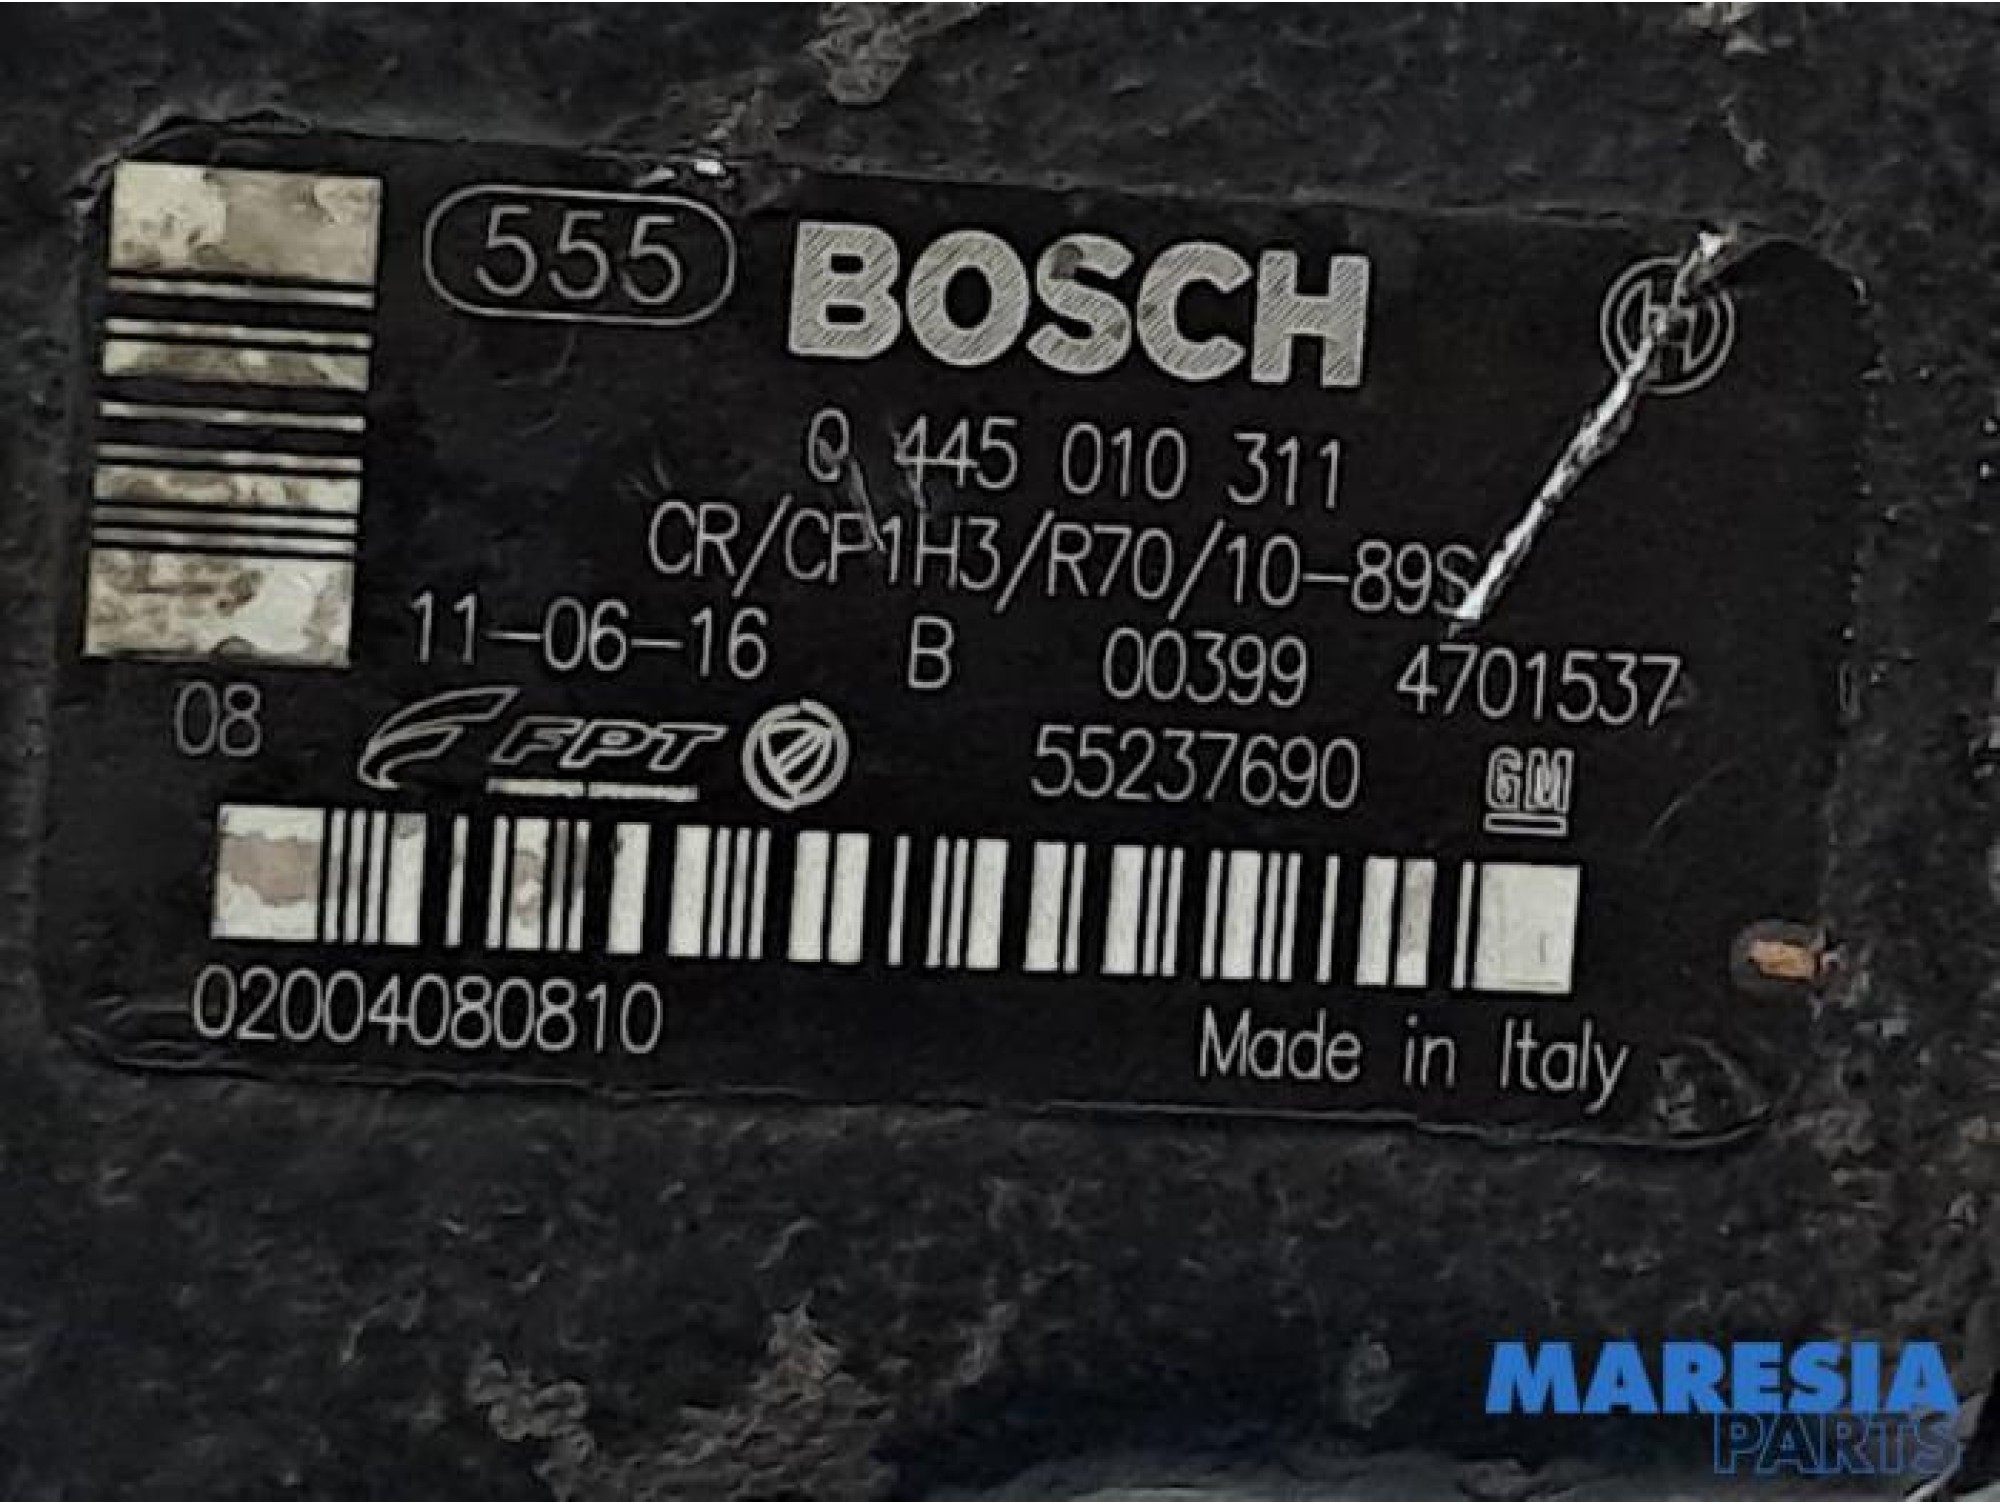 555 BOSCH
0 445 010 311
CR/CP1H3/R70/10-89S
11-06-16 B 00399 4701537
08 FPT 55237690 GM
02004080810
Made in Italy
MARESIA
PARTS